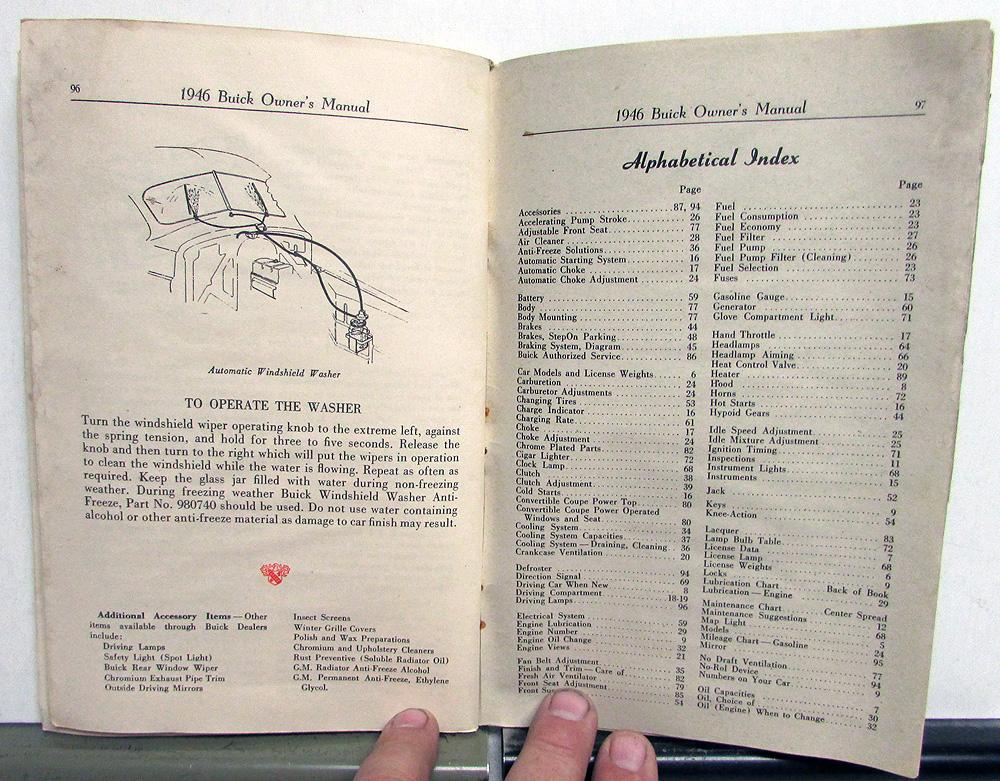 96
1946 Buick Owner's Manual
Automatic Windshield Washer
TO OPERATE THE WASHER
Turn the windshield wiper operating knob to the extreme left, against
the spring tension, and hold for three to five seconds. Release the
knob and then turn to the right which will put the wipers in operation
to clean the windshield while the water is flowing. Repeat as often as
required. Keep the glass jar filled with water during non-freezing
weather. During freezing weather Buick Windshield Washer Anti-
Freeze, Part No. 980740 should be used. Do not use water containing
alcohol or other anti-freeze material as damage to car finish may result.
Additional Accessory Items—Other
items available through Buick Dealers
include:
Driving Lamps
Safety Light (Spot Light)
Buick Rear Window Wiper
Chromium Exhaust Pipe Trim
Outside Driving Mirrors
Insect Screens
Winter Grille Covers
Polish and Wax Preparations
Chromium and Upholstery Cleaners
Rust Preventive (Soluble Radiator Oil)
G.M. Radiator Anti-Freeze Alcohol
G.M. Permanent Anti-Freeze, Ethylene
Glycol.
1946 Buick Owner's Manual
97
Alphabetical Index
Page
Accessories 87, 94
Accelerating Pump Stroke 26
Adjustable Front Seat 77
Air Cleaner 28
Anti-Freeze Solutions 36
Automatic Starting System 16
Automatic Choke 17
Automatic Choke Adjustment 24
Battery 59
Body 77
Body Mounting 77
Brakes 44
Brakes, StepOn Parking 48
Braking System, Diagram 45
Buick Authorized Service 86
Car Models and License Weights 6
Carburetion 24
Carburetor Adjustments 24
Changing Tires 53
Charge Indicator 16
Charging Rate 61
Choke 17
Choke Adjustment 24
Chrome Plated Parts 82
Cigar Lighter 72
Clock Lamp 68
Clutch 38
Clutch Adjustment 39
Cold Starts 16
Convertible Coupe Power Top 80
Convertible Coupe Power Operated
Windows and Seat 80
Cooling System 34
Cooling System Capacities 37
Cooling System—Draining, Cleaning 36
Crankcase Ventilation 20
Defroster 94
Direction Signal 69
Driving Car When New 8
Driving Compartment 18-19
Driving Lamps 96
Electrical System 59
Engine Lubrication 29
Engine Number 9
Engine Oil Change 32
Engine Views 21
Fan Belt Adjustment 35
Finish and Trim—Care of 82
Fresh Air Ventilator 79
Front Seat Adjustment 85
Front 54
Page
Fuel 23
Fuel Consumption 23
Fuel Economy 23
Fuel Filter 27
Fuel Pump 26
Fuel Pump Filter (Cleaning) 26
Fuel Selection 23
Fuses 73
Gasoline Gauge 15
Generator 60
Glove Compartment Light 71
Hand Throttle 17
Headlamps 64
Headlamp Aiming 66
Heat Control Valve 20
Heater 89
Hood 8
Horns 72
Hot Starts 16
Hypoid Gears 44
Idle Speed Adjustment 25
Idle Mixture Adjustment 25
Ignition Timing 71
Inspections 11
Instrument Lights 68
Instruments 15
Jack 52
Keys 9
Knee-Action 54
Lacquer 83
Lamp Bulb Table 72
License Data 7
License Lamp 68
License Weights 6
Locks 9
Lubrication Chart Back of Book
Lubrication—Engine 29
Maintenance Chart Center Spread
Maintenance Suggestions 12
Map Light 68
Models 5
Mileage Chart—Gasoline 24
Mirror 95
No Draft Ventilation 77
No-Rol Device 94
Numbers on Your Car 9
Oil Capacities 7
Oil, Choice of 30
Oil (Engine) When to Change 32